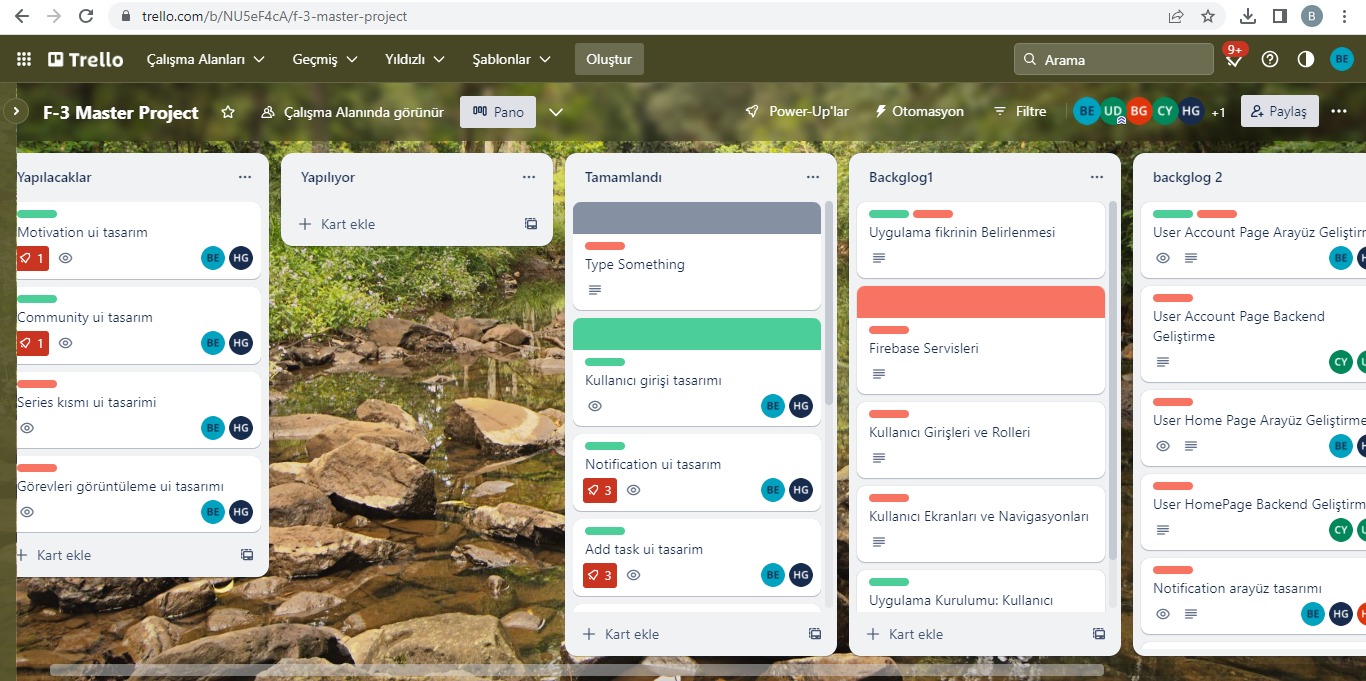 trello.com/b/NU5eF4cA/f-3-master-project
B
Trello
Çalışma Alanları
Geçmiş
Yıldızlı
Şablonlar
Oluştur
Arama
9+
BE
F-3 Master Project
Çalışma Alanında görünür
Pano
Power-Up'lar
Otomasyon
Filtre
BE
UD
BG
CY
HG
+1
Paylaş
Yapılacaklar
Motivation ui tasarım
1
BE
HG
Community ui tasarım
1
BE
HG
Series kısmı ui tasarimi
BE
HG
Görevleri görüntüleme ui tasarımı
BE
HG
Kart ekle
Yapılıyor
Kart ekle
Tamamlandı
Type Something
Kullanıcı girişi tasarımı
BE
HG
Notification ui tasarım
3
BE
HG
Add task ui tasarim
3
BE
HG
Kart ekle
Backglog1
Uygulama fikrinin Belirlenmesi
Firebase Servisleri
Kullanıcı Girişleri ve Rolleri
Kullanıcı Ekranları ve Navigasyonları
Uygulama Kurulumu: Kullanıcı
Kart ekle
backglog 2
User Account Page Arayüz Geliştir
BE
User Account Page Backend
Geliştirme
CY
User Home Page Arayüz Geliştirme
BE
User HomePage Backend Geliştirm
CY
Notification arayüz tasarımı
BE
HG